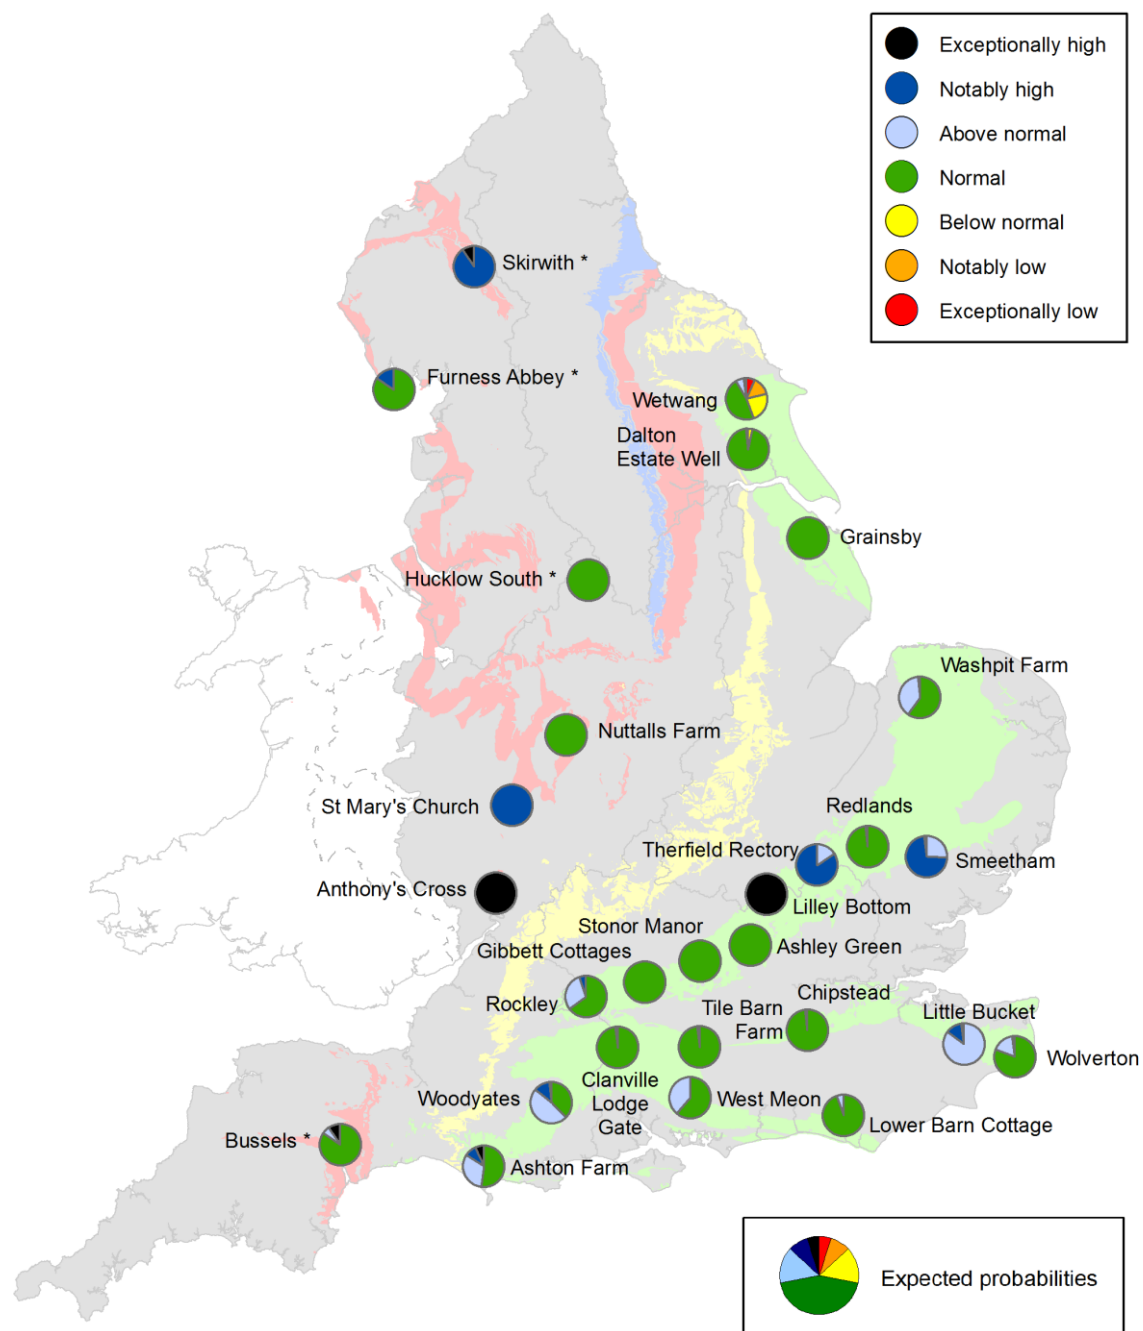 Exceptionally high
Notably high
Above normal
Normal
Below normal
Notably low
Exceptionally low
Skirwith *
Furness Abbey *
Wetwang
Dalton
Estate Well
Grainsby
Hucklow South *
Washpit Farm
Nuttalls Farm
St Mary's Church
Redlands
Therfield Rectory
Smeetham
Anthony's Cross
Lilley Bottom
Stonor Manor
Ashley Green
Gibbett Cottages
Chipstead
Rockley
Tile Barn
Farm
Little Bucket
Wolverton
Clanville
Lodge
Gate
Woodyates
West Meon
Lower Barn Cottage
Bussels *
Ashton Farm
Expected probabilities